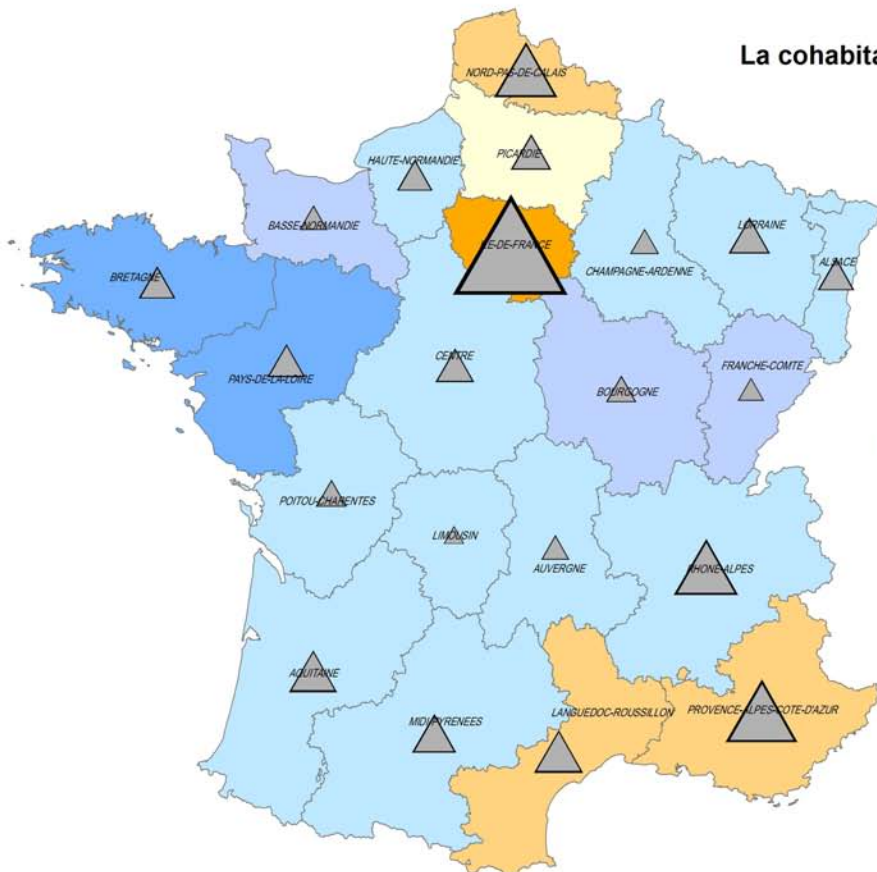 La cohabita
NORD-PAS-DE-CALAIS
PICARDIE
HAUTE-NORMANDIE
BASSE-NORMANDIE
ILE-DE-FRANCE
LORRAINE
ALSACE
CHAMPAGNE-ARDENNE
BRETAGNE
PAYS-DE-LA-LOIRE
CENTRE
FRANCHE-COMTE
BOURGOGNE
POITOU-CHARENTES
LIMOUSIN
AUVERGNE
RHONE-ALPES
AQUITAINE
MIDI-PYRENEES
LANGUEDOC-ROUSSILLON
PROVENCE-ALPES-COTE-D'AZUR